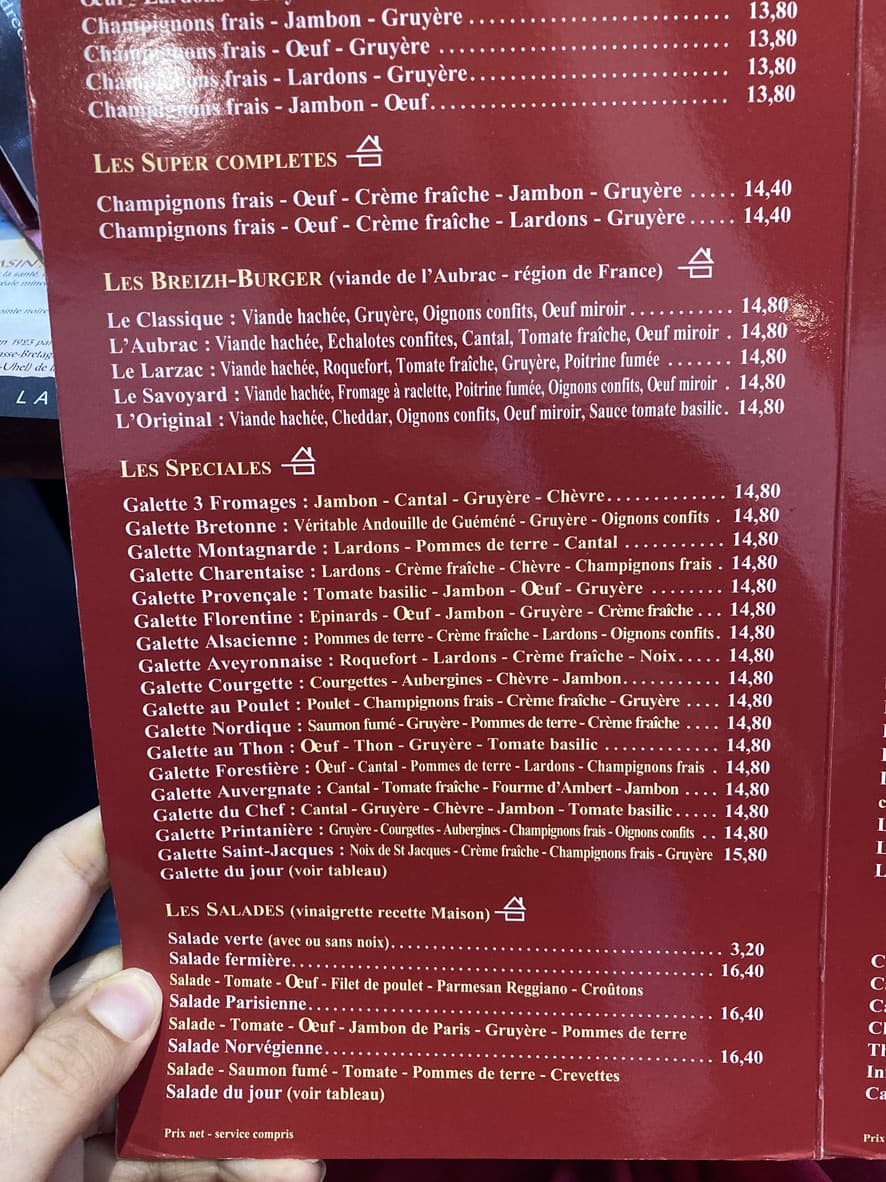 Champignons frais - Jambon - Gruyère ........................... 13,80
Champignons frais - Œuf - Gruyère ........................... 13,80
Champignons frais - Lardons - Gruyère........................... 13,80
Champignons frais - Jambon - Œuf........................... 13,80
LES SUPER COMPLETES
Champignons frais - Œuf - Crème fraîche - Jambon - Gruyère ..... 14,40
Champignons frais - Œuf - Crème fraîche - Lardons - Gruyère..... 14,40
LES BREIZH-BURGER (viande de l'Aubrac - région de France)
Le Classique : Viande hachée, Gruyère, Oignons confits, Oeuf miroir........... 14,80
L'Aubrac : Viande hachée, Echalotes confites, Cantal, Tomate fraîche, Oeuf miroir . 14,80
Le Larzac : Viande hachée, Roquefort, Tomate fraîche, Gruyère, Poitrine fumée ....... 14,80
Le Savoyard : Viande hachée, Fromage à raclette, Poitrine fumée, Oignons confits, Œuf miroir . 14,80
L'Original : Viande hachée, Cheddar, Oignons confits, Oeuf miroir, Sauce tomate basilic. 14,80
LES SPECIALES
Galette 3 Fromages : Jambon - Cantal - Gruyère - Chèvre............. 14,80
Galette Bretonne : Véritable Andouille de Guéméné - Gruyère - Oignons confits . 14,80
Galette Montagnarde : Lardons - Pommes de terre - Cantal ........... 14,80
Galette Charentaise : Lardons - Crème fraîche - Chèvre - Champignons frais . 14,80
Galette Provençale : Tomate basilic - Jambon - Œuf - Gruyère ........ 14,80
Galette Florentine : Epinards - Œuf - Jambon - Gruyère - Crème fraîche ... 14,80
Galette Alsacienne : Pommes de terre - Crème fraîche - Lardons - Oignons confits. 14,80
Galette Aveyronnaise : Roquefort - Lardons - Crème fraîche - Noix..... 14,80
Galette Courgette : Courgettes - Aubergines - Chèvre - Jambon........... 14,80
Galette au Poulet : Poulet - Champignons frais - Crème fraîche - Gruyère .... 14,80
Galette Nordique : Saumon fumé - Gruyère - Pommes de terre - Crème fraîche .... 14,80
Galette au Thon : Œuf - Thon - Gruyère - Tomate basilic ............. 14,80
Galette Forestière : Œuf - Cantal - Pommes de terre - Lardons - Champignons frais . 14,80
Galette Auvergnate : Cantal - Tomate fraîche - Fourme d'Ambert - Jambon .... 14,80
Galette du Chef : Cantal - Gruyère - Chèvre - Jambon - Tomate basilic..... 14,80
Galette Printanière : Gruyère - Courgettes - Aubergines - Champignons frais - Oignons confits .. 14,80
Galette Saint-Jacques : Noix de St Jacques - Crème fraîche - Champignons frais - Gruyère 15,80
Galette du jour (voir tableau)
LES SALADES (vinaigrette recette Maison)
Salade verte (avec ou sans noix)........................... 3,20
Salade fermière........................... 16,40
Salade - Tomate - Œuf - Filet de poulet - Parmesan Reggiano - Croûtons
Salade Parisienne........................... 16,40
Salade - Tomate - Œuf - Jambon de Paris - Gruyère - Pommes de terre
Salade Norvégienne........................... 16,40
Salade - Saumon fumé - Tomate - Pommes de terre - Crevettes
Salade du jour (voir tableau)
Prix net - service compris
Prix